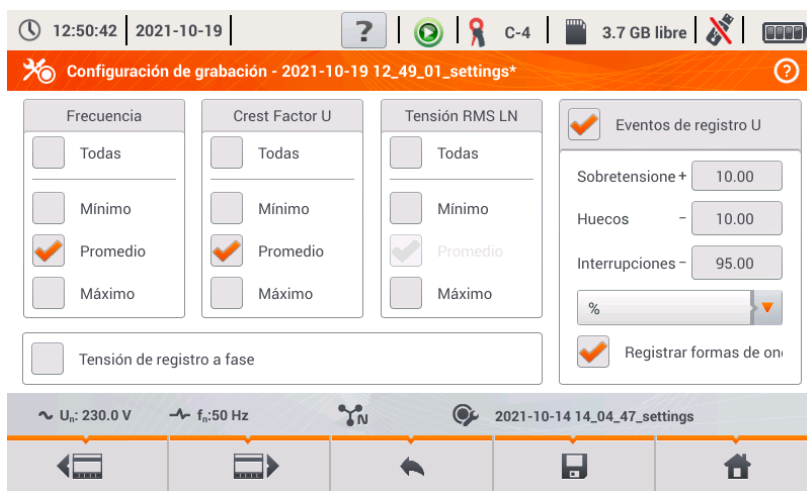 12:50:42 2021-10-19 ? C-4 3.7 GB libre
Configuración de grabación - 2021-10-19 12_49_01_settings* ?
Frecuencia
Todas
Mínimo
Promedio
Máximo
Crest Factor U
Todas
Mínimo
Promedio
Máximo
Tensión RMS LN
Todas
Mínimo
Promedio
Máximo
Tensión de registro a fase
Eventos de registro U
Sobretensione + 10.00
Huecos - 10.00
Interrupciones - 95.00
%
Registrar formas de on
Un: 230.0 V fn:50 Hz N 2021-10-14 14_04_47_settings